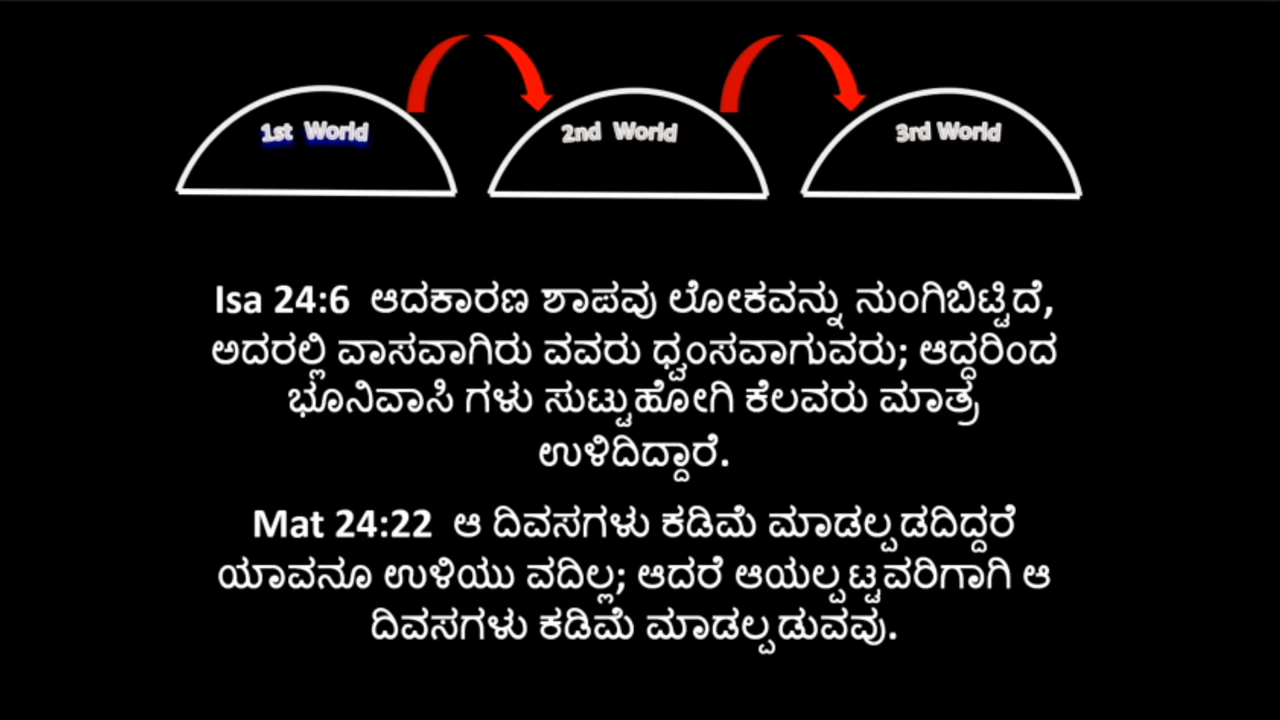 1st World
2nd World
3rd World
Isa 24:6 ಆದಕಾರಣ ಶಾಪವು ಲೋಕವನ್ನು ನುಂಗಿಬಿಟ್ಟಿದೆ,
ಅದರಲ್ಲಿ ವಾಸವಾಗಿರು ವವರು ಧ್ವಂಸವಾಗುವರು; ಆದ್ದರಿಂದ
ಭೂನಿವಾಸಿ ಗಳು ಸುಟ್ಟುಹೋಗಿ ಕೆಲವರು ಮಾತ್ರ
ಉಳಿದಿದ್ದಾರೆ.
Mat 24:22 ಆ ದಿವಸಗಳು ಕಡಿಮೆ ಮಾಡಲ್ಪಡದಿದ್ದರೆ
ಯಾವನೂ ಉಳಿಯು ವದಿಲ್ಲ; ಆದರೆ ಆಯಲ್ಪಟ್ಟವರಿಗಾಗಿ ಆ
ದಿವಸಗಳು ಕಡಿಮೆ ಮಾಡಲ್ಪಡುವವು.